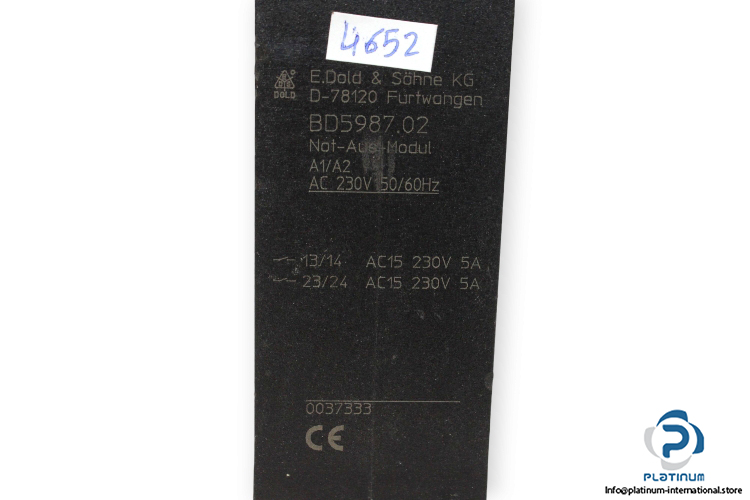 4652
E.Dold & Söhne KG
DOLD
D-78120 Furtwangen
BD5987.02
Not-Aus-Modul
A1/A2
AC 230V 50/60Hz
13/14 AC15 230V 5A
23/24 AC15 230V 5A
0037333
CE
PLATINUM
Info@platinum-international.store